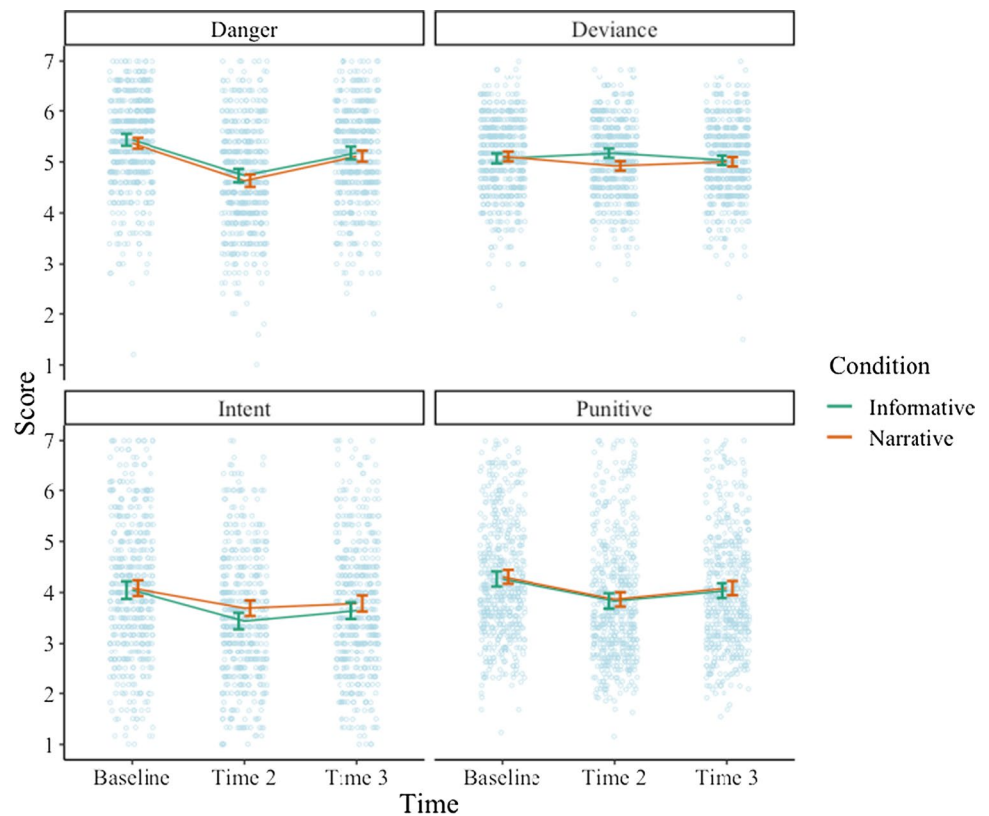 Danger Deviance
7
6
5
4
3
2
1
Intent Punitive
7
6
5
4
3
2
1
Score
Baseline Time 2 T:me 3 Baseline Time 2 Time 3
Time
Condition
Informative
Narrative